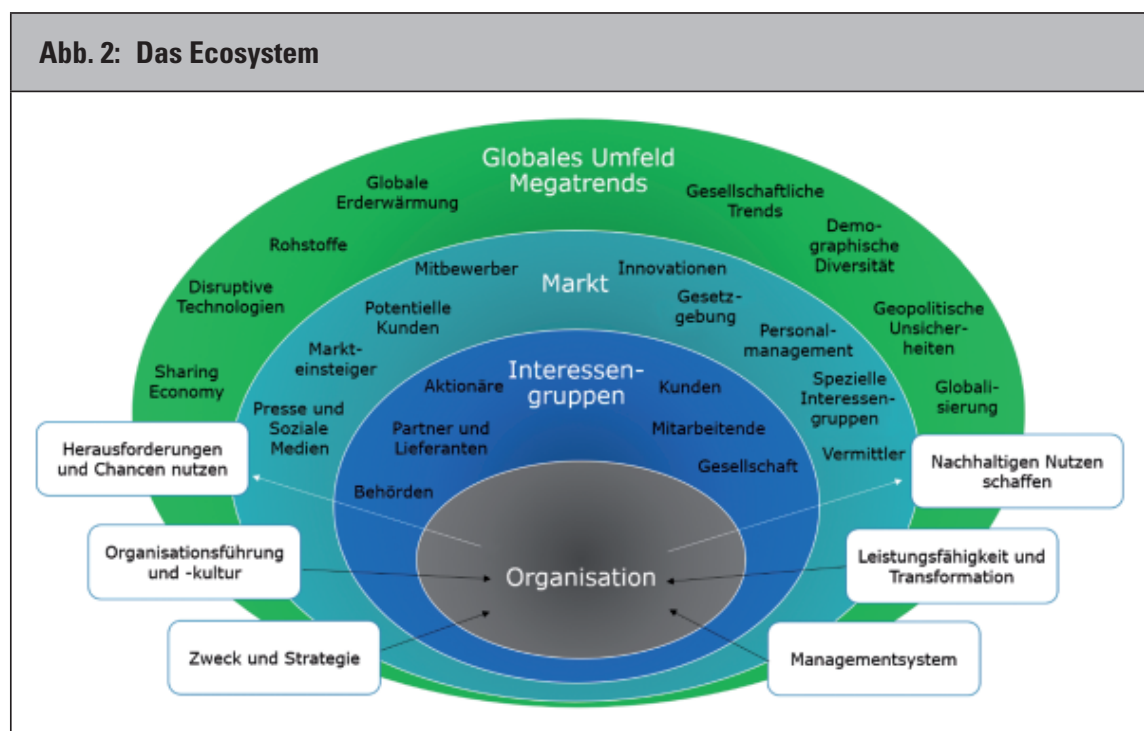 Abb. 2: Das Ecosystem
Globales Umfeld
Megatrends
Globale
Erderwärmung
Gesellschaftliche
Trends
Rohstoffe
Demo-
graphische
Diversität
Disruptive
Technologien
Geopolitische
Unsicher-
heiten
Sharing
Economy
Globali-
sierung
Markt
Mitbewerber
Innovationen
Potentielle
Kunden
Gesetz-
gebung
Markt-
einsteiger
Personal-
management
Presse und
Soziale
Medien
Spezielle
Interessen-
gruppen
Vermittler
Interessen-
gruppen
Aktionäre
Kunden
Partner und
Lieferanten
Mitarbeitende
Behörden
Gesellschaft
Organisation
Herausforderungen
und Chancen nutzen
Nachhaltigen Nutzen
schaffen
Organisationsführung
und -kultur
Leistungsfähigkeit und
Transformation
Zweck und Strategie
Managementsystem